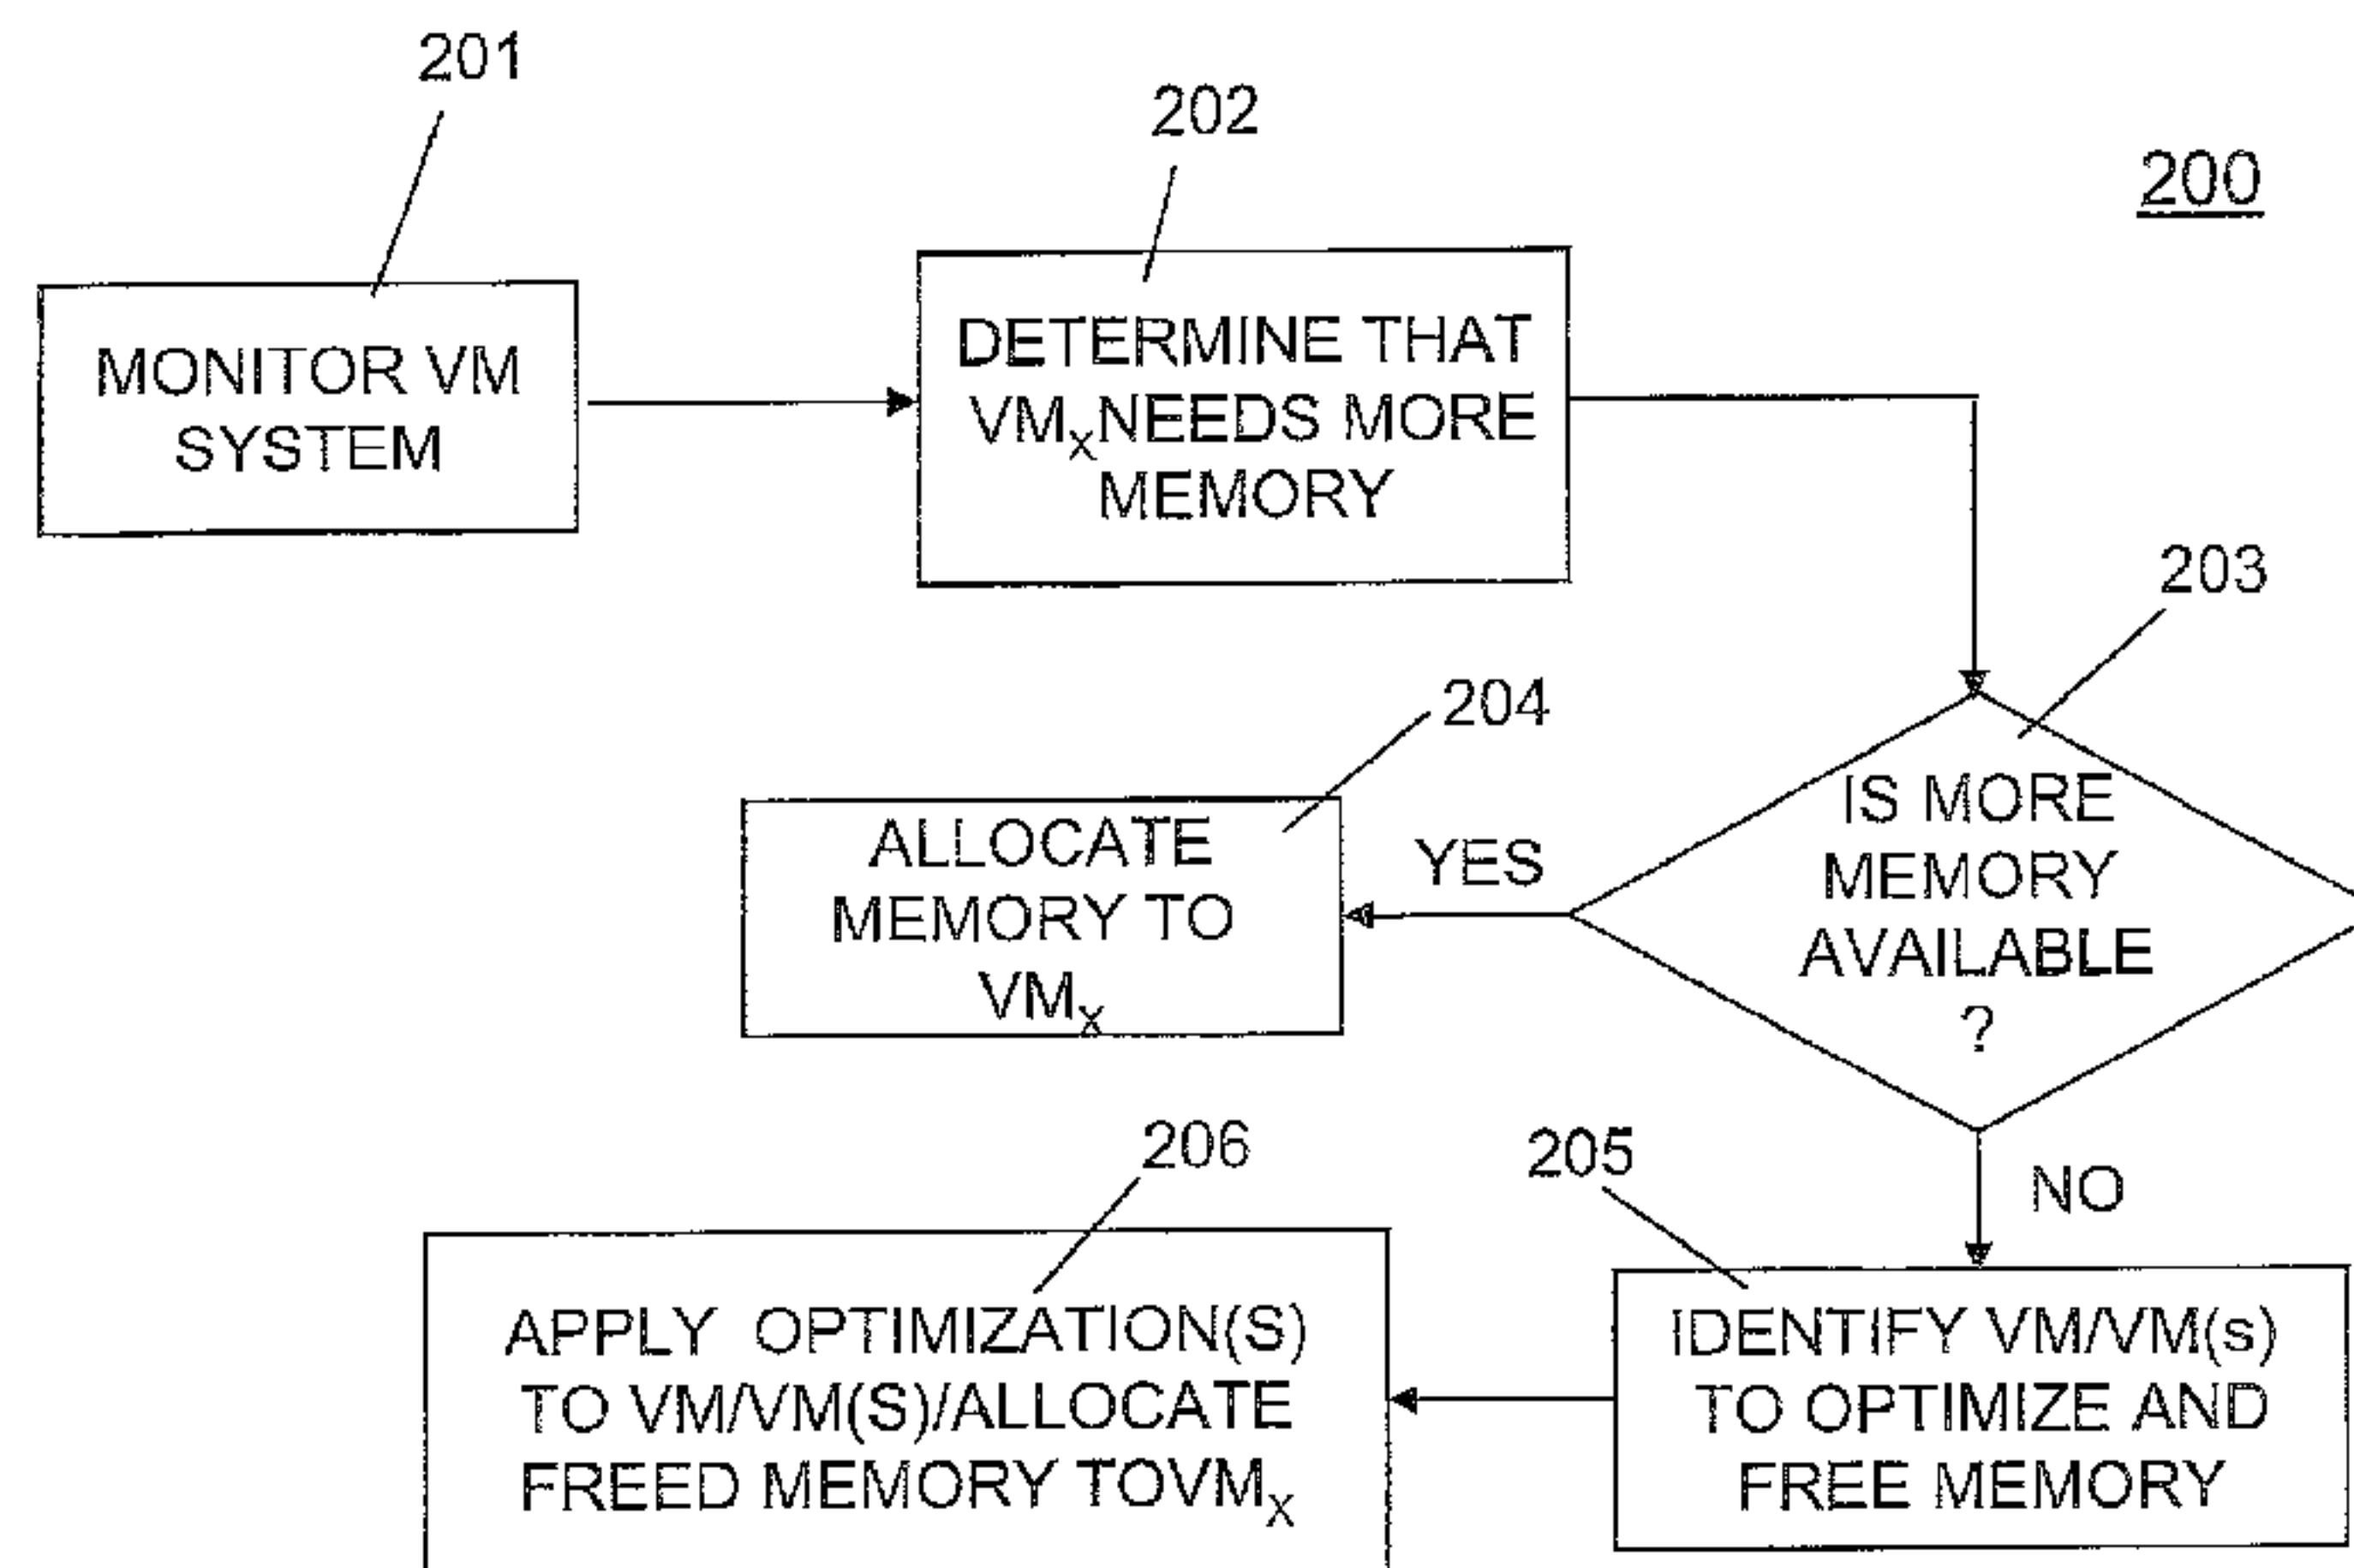 201
202
200
MONITOR VM
SYSTEM
DETERMINE THAT
VMxNEEDS MORE
MEMORY
203
204
ALLOCATE
MEMORY TO
VMx
YES
IS MORE
MEMORY
AVAILABLE
?
NO
205
206
IDENTIFY VM/VM(s)
TO OPTIMIZE AND
FREE MEMORY
APPLY OPTIMIZATION(S)
TO VM/VM(S)/ALLOCATE
FREED MEMORY TOVMx